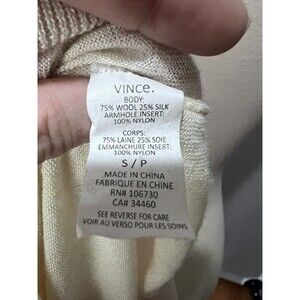 VINCE.
BODY:
75% WOOL 25% SILK
ARMHOLE INSERT:
100% NYLON
CORPS:
75% LAINE 25% SOIE
EMMANCHURE INSERT:
100% NYLON
S / P
MADE IN CHINA
FABRIQUE EN CHINE
RN# 106730
CA# 34460
SEE REVERSE FOR CARE
VOIR AU VERSO POUR LES SOINS